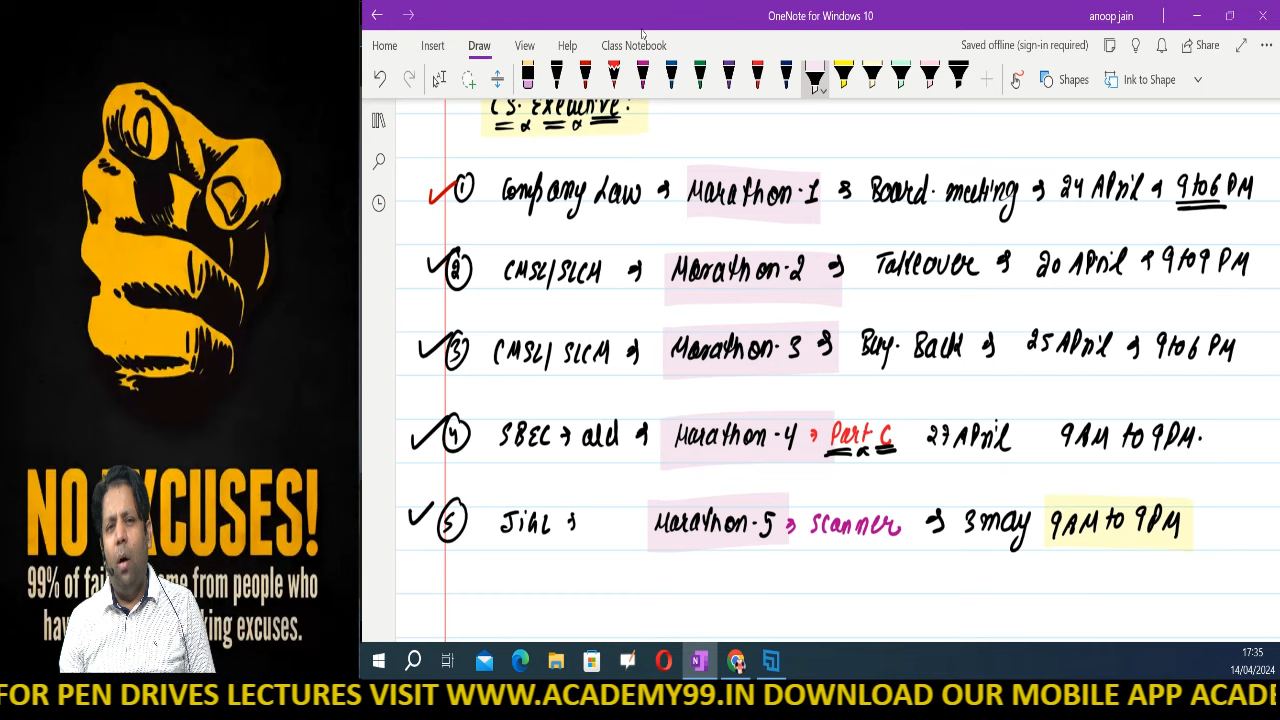 OneNote for Windows 10
anoop jain
Home Insert Draw View Help Class Notebook
Saved offline (sign-in required)
Share
Shapes
Ink to Shape
CS. Executive:
① Company Law → Marathon-1 → Board meeting → 24 April → 9 to 6 PM
② CMSL/SLCM → Marathon-2 → Takeover → 20 April → 9 to 9 PM
③ CMSL/SLCM → Marathon-3 → Buy-Back → 25 April → 9 to 6 PM
④ SBEC → old → Marathon-4 → Part C 27 April 9AM to 9PM.
⑤ JIGL → Marathon-5 → Scanner → 3 may 9AM to 9PM
NO EXCUSES!
99% of fai ome from people who
hav king excuses.
17:35
14/04/2024
FOR PEN DRIVES LECTURES VISIT WWW.ACADEMY99.IN DOWNLOAD OUR MOBILE APP ACADE